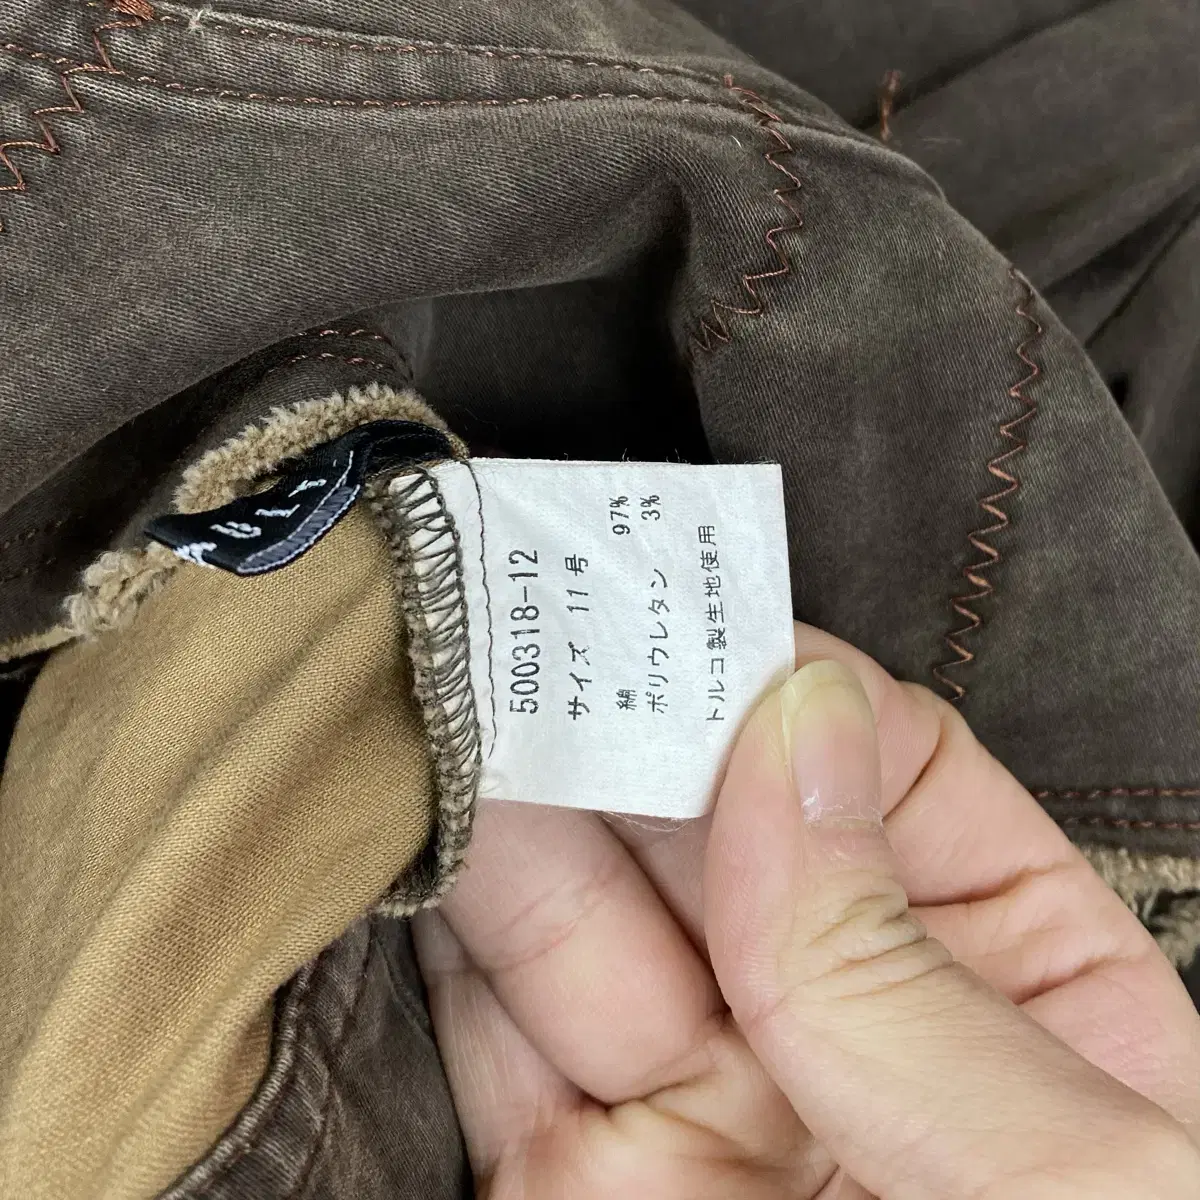 500318-12
サイズ 11号
綿 97%
ポリウレタン 3%
トルコ製生地使用